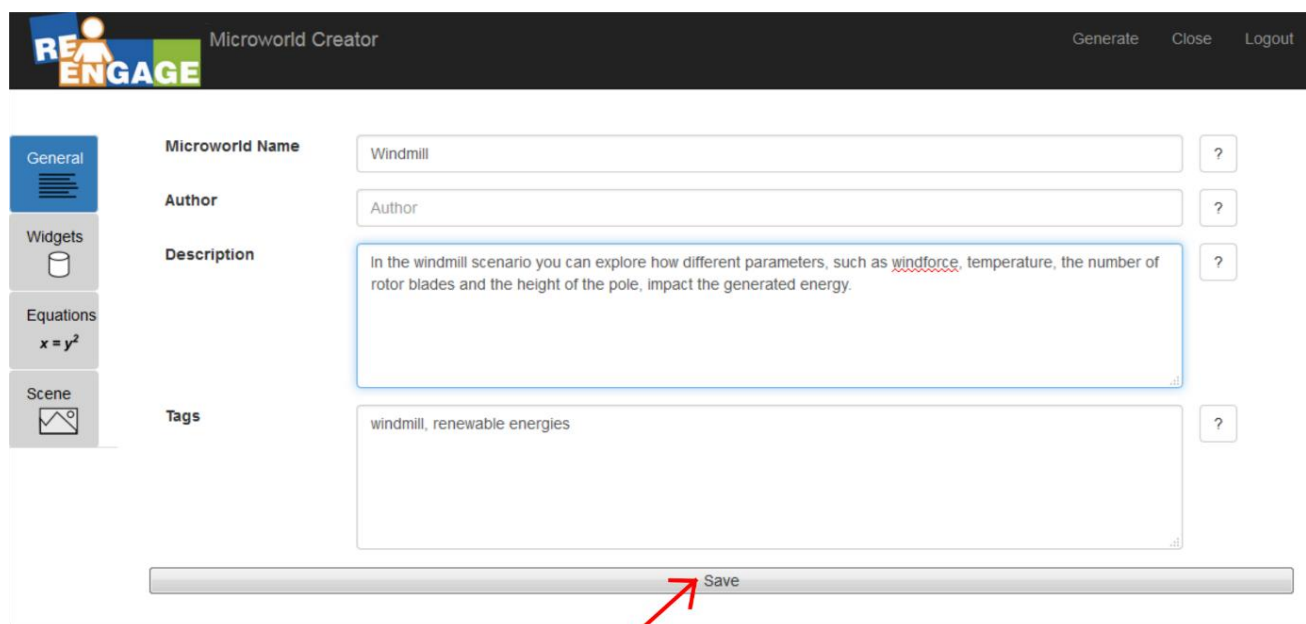 RE
ENGAGE
Microworld Creator
Generate
Close
Logout
General
Widgets
Equations
x = y²
Scene
Microworld Name
Windmill
?
Author
Author
?
Description
In the windmill scenario you can explore how different parameters, such as windforce, temperature, the number of
rotor blades and the height of the pole, impact the generated energy.
?
Tags
windmill, renewable energies
?
Save